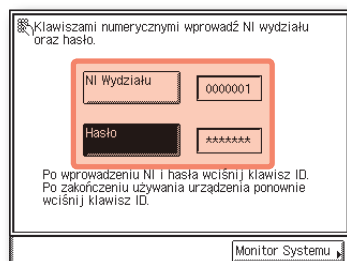 Klawiszami numerycznymi wprowadź NI wydziału
oraz hasło.
NI Wydziału
0000001
Hasło
*******
Po wprowadzeniu NI i hasła wciśnij klawisz ID.
Po zakończeniu używania urządzenia ponownie
wciśnij klawisz ID.
Monitor Systemu